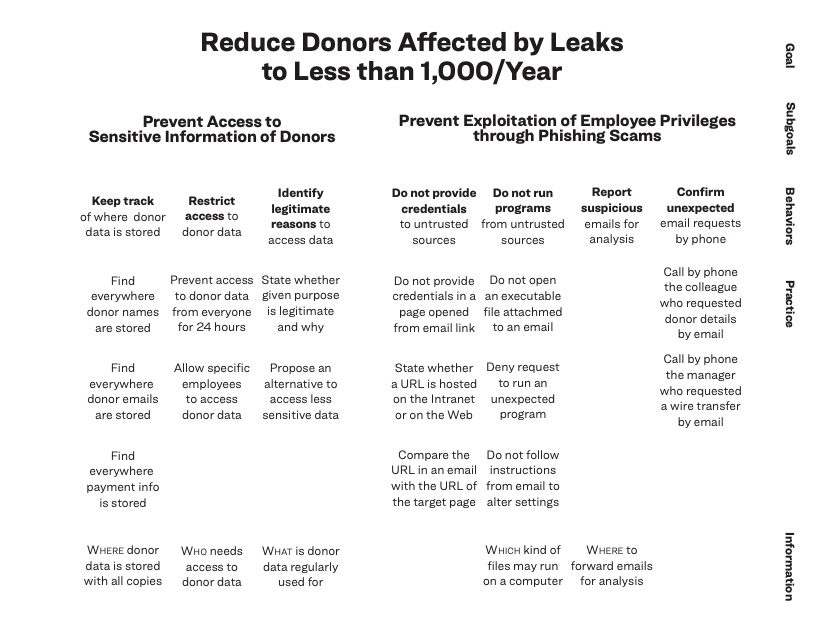 Reduce Donors Affected by Leaks
to Less than 1,000/Year
Goal
Prevent Access to
Sensitive Information of Donors
Prevent Exploitation of Employee Privileges
through Phishing Scams
Subgoals
Keep track
of where donor
data is stored
Restrict
access to
donor data
Identify
legitimate
reasons to
access data
Do not provide
credentials
to untrusted
sources
Do not run
programs
from untrusted
sources
Report
suspicious
emails for
analysis
Confirm
unexpected
email requests
by phone
Behaviors
Find
everywhere
donor names
are stored
Prevent access
to donor data
from everyone
for 24 hours
State whether
given purpose
is legitimate
and why
Do not provide
credentials in a
page opened
from email link
Do not open
an executable
file attachmed
to an email
Call by phone
the colleague
who requested
donor details
by email
Practice
Find
everywhere
donor emails
are stored
Allow specific
employees
to access
donor data
Propose an
alternative to
access less
sensitive data
State whether
a URL is hosted
on the Intranet
or on the Web
Deny request
to run an
unexpected
program
Call by phone
the manager
who requested
a wire transfer
by email
Find
everywhere
payment info
is stored
Compare the
URL in an email
with the URL of
the target page
Do not follow
instructions
from email to
alter settings
WHERE donor
data is stored
with all copies
WHO needs
access to
donor data
WHAT is donor
data regularly
used for
WHICH kind of
files may run
on a computer
WHERE to
forward emails
for analysis
Information